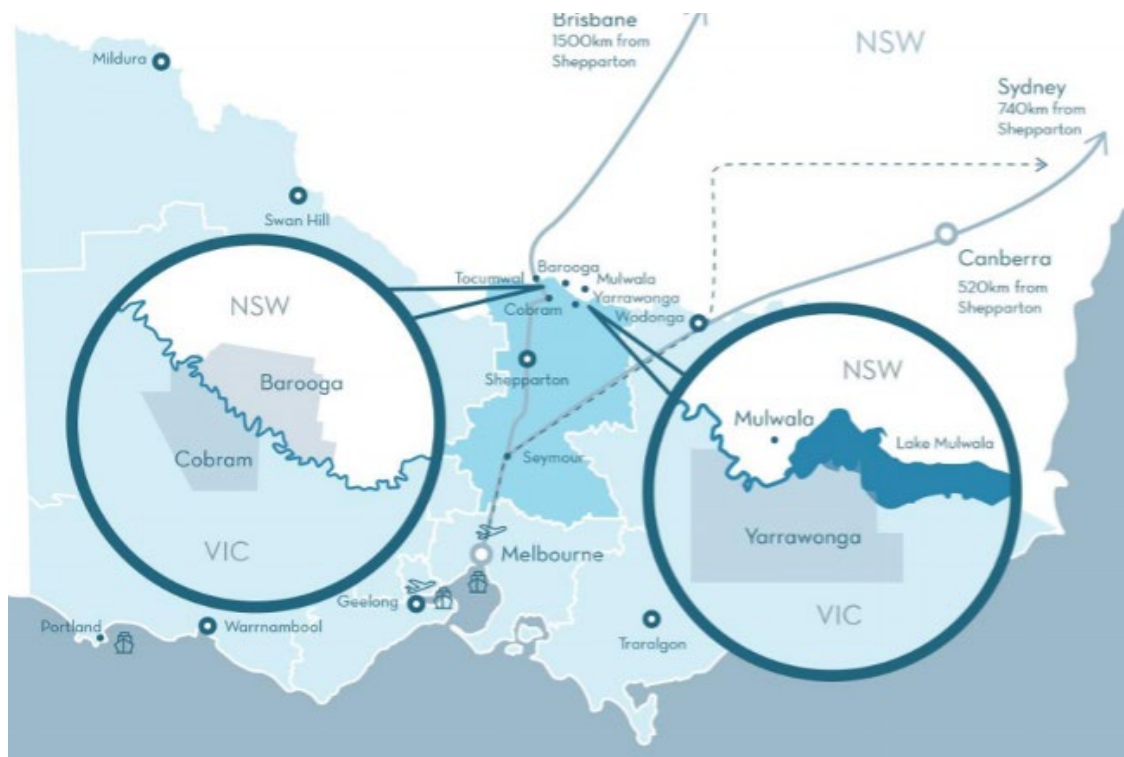 Brisbane
1500km from
Shepparton
NSW
Mildura
Sydney
740km from
Shepparton
Swan Hill
Canberra
520km from
Shepparton
Tocumwal
Barooga
Mulwala
Yarrawonga
Cobram
Wodonga
Shepparton
Seymour
NSW
Barooga
Cobram
VIC
NSW
Mulwala
Lake Mulwala
Yarrawonga
VIC
Melbourne
Geelong
Portland
Warrnambool
Traralgon